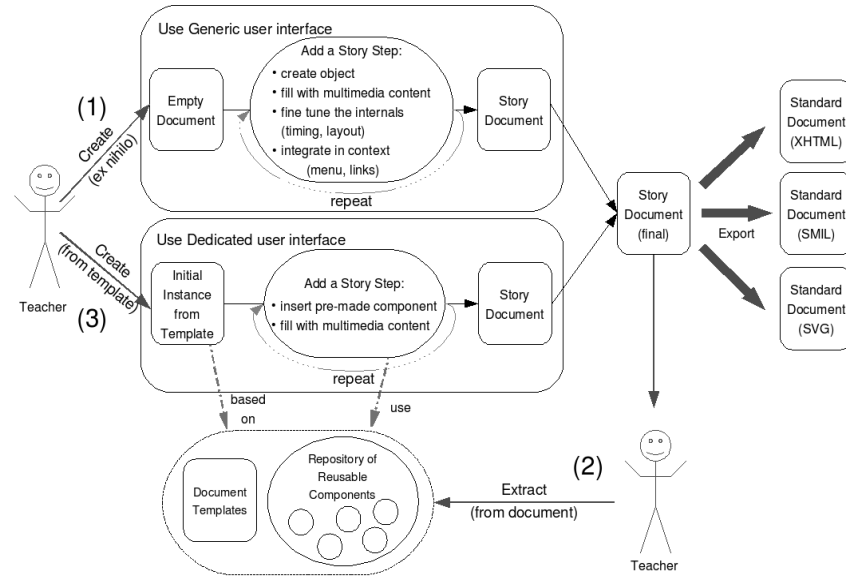 Use Generic user interface
Add a Story Step:
• create object
• fill with multimedia content
• fine tune the internals
(timing, layout)
• integrate in context
(menu, links)
repeat
Empty
Document
Story
Document
(1)
Create
(ex nihilo)
Teacher
Create
(from template)
(3)
Use Dedicated user interface
Initial
Instance
from
Template
Add a Story Step:
• insert pre-made component
• fill with multimedia content
repeat
Story
Document
Story
Document
(final)
Export
Standard
Document
(XHTML)
Standard
Document
(SMIL)
Standard
Document
(SVG)
based
on
use
Document
Templates
Repository of
Reusable
Components
(2)
Extract
(from document)
Teacher